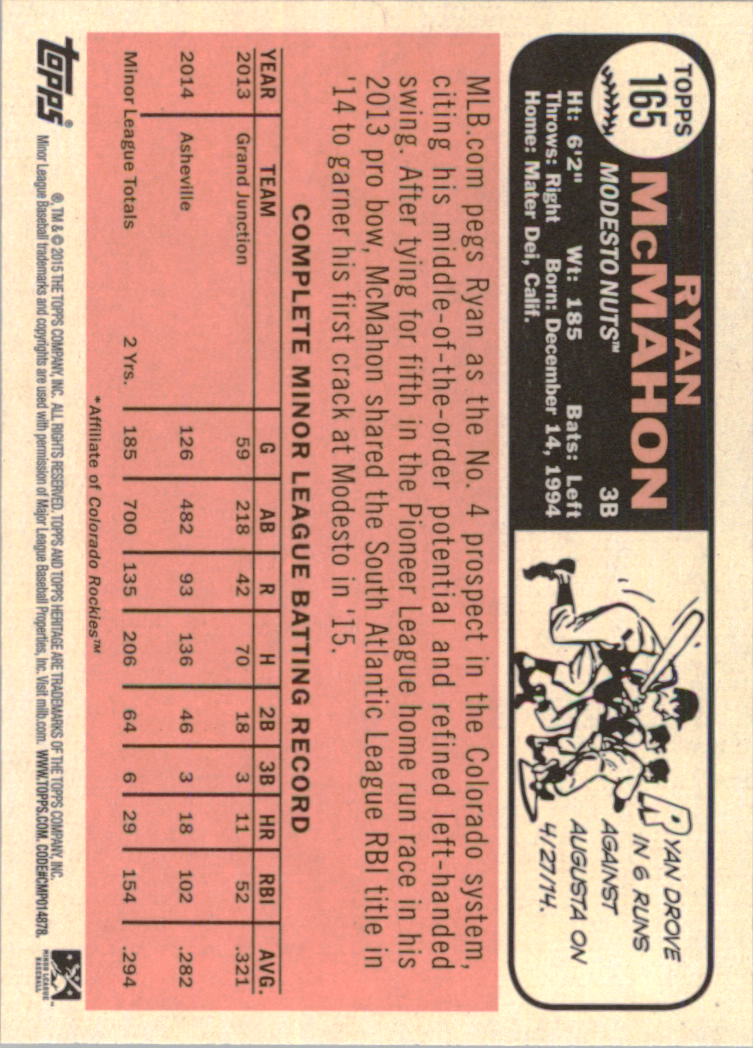 TOPPS
165
RYAN
McMAHON
MODESTO NUTS™ 3B
Ht: 6'2" Wt: 185 Bats: Left
Throws: Right Born: December 14, 1994
Home: Mater Dei, Calif.
RYAN DROVE
IN 6 RUNS
AGAINST
AUGUSTA ON
4/27/14.
MLB.com pegs Ryan as the No. 4 prospect in the Colorado system,
citing his middle-of-the-order potential and refined left-handed
swing. After tying for fifth in the Pioneer League home run race in his
2013 pro bow, McMahon shared the South Atlantic League RBI title in
'14 to garner his first crack at Modesto in '15.
COMPLETE MINOR LEAGUE BATTING RECORD
YEAR TEAM G AB R H 2B 3B HR RBI AVG.
2013 Grand Junction 59 218 42 70 18 3 11 52 .321
2014 Asheville 126 482 93 136 46 3 18 102 .282
Minor League Totals 2 Yrs. 185 700 135 206 64 6 29 154 .294
*Affiliate of Colorado Rockies™
topps®
®, TM & © 2015 THE TOPPS COMPANY, INC. ALL RIGHTS RESERVED. TOPPS AND TOPPS HERITAGE ARE TRADEMARKS OF THE TOPPS COMPANY, INC.
Minor League Baseball trademarks and copyrights are used with permission of Major League Baseball Properties, Inc. Visit milb.com. WWW.TOPPS.COM. CODE#CMP014878.
MINOR LEAGUE
BASEBALL™